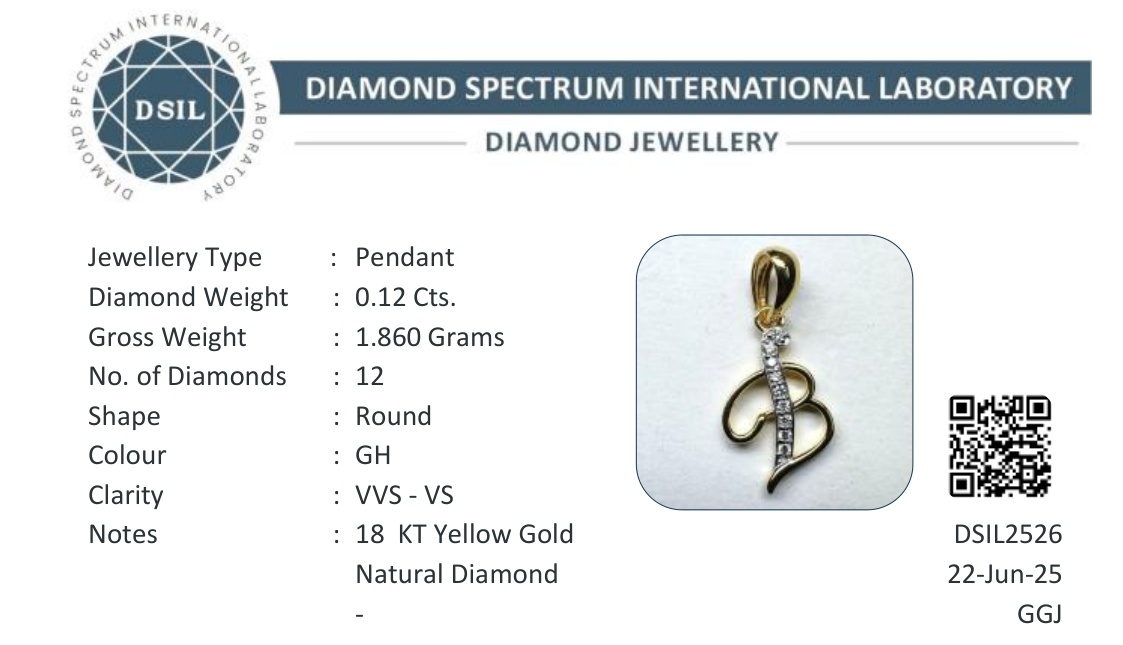 DIAMOND SPECTRUM INTERNATIONAL LABORATORY
DSIL
DIAMOND SPECTRUM INTERNATIONAL LABORATORY
DIAMOND JEWELLERY
Jewellery Type : Pendant
Diamond Weight : 0.12 Cts.
Gross Weight : 1.860 Grams
No. of Diamonds : 12
Shape : Round
Colour : GH
Clarity : VVS - VS
Notes : 18 KT Yellow Gold
Natural Diamond
-
DSIL2526
22-Jun-25
GGJ